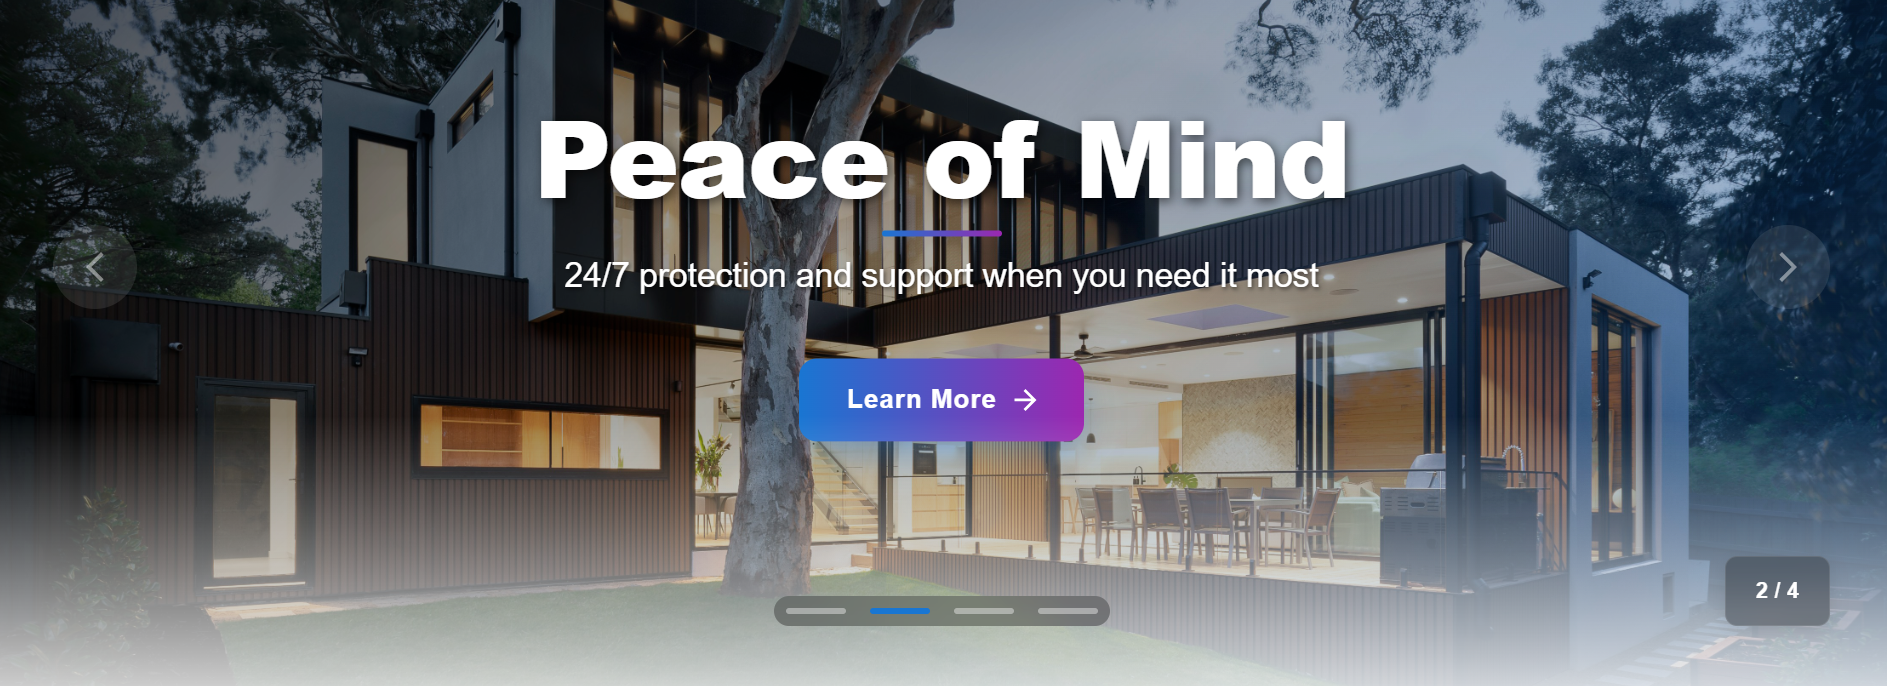 Peace of Mind
24/7 protection and support when you need it most
Learn More →
2 / 4